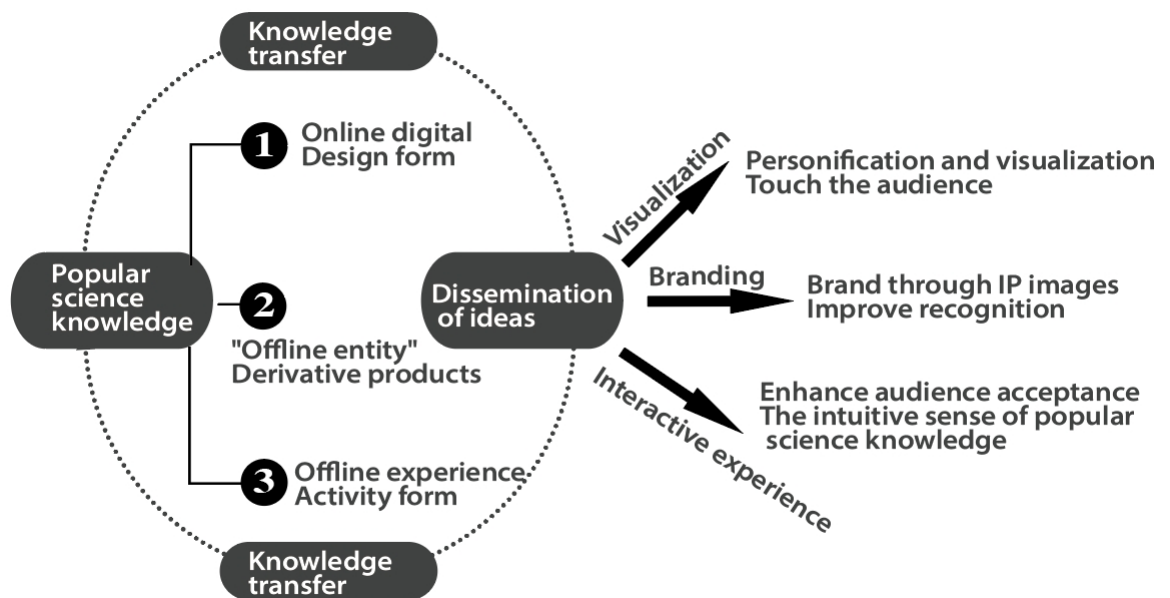 Knowledge
transfer
1
Online digital
Design form
Popular
science
knowledge
2
"Offline entity"
Derivative products
3
Offline experience
Activity form
Knowledge
transfer
Dissemination
of ideas
Visualization
Personification and visualization
Touch the audience
Branding
Brand through IP images
Improve recognition
Interactive experience
Enhance audience acceptance
The intuitive sense of popular
science knowledge